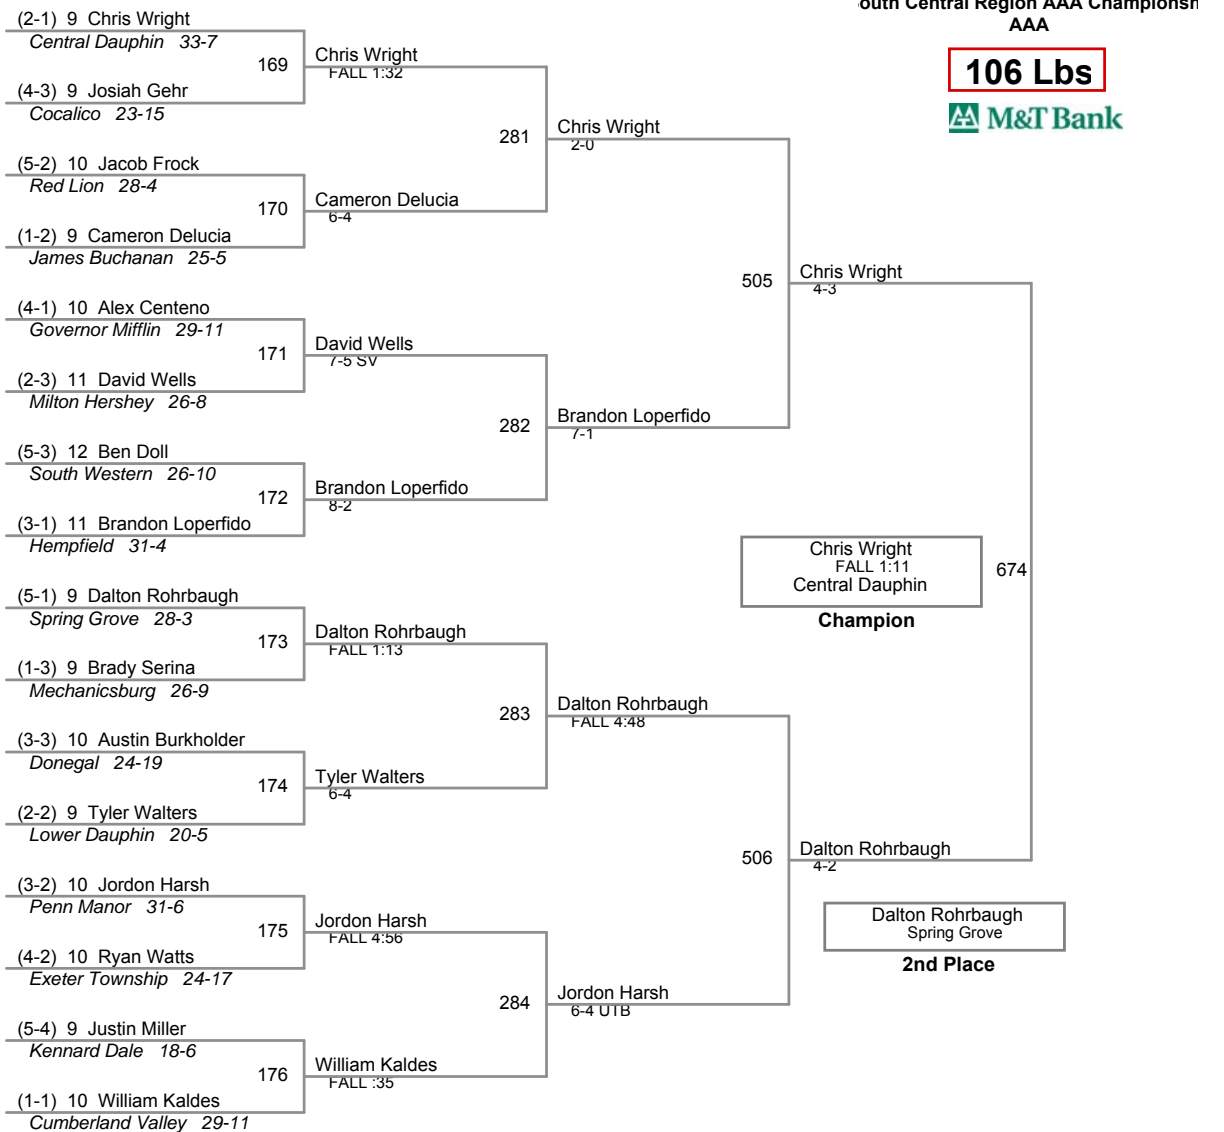 outh Central Region AAA Champions
AAA
106 Lbs
M&T Bank
(2-1) 9 Chris Wright
Central Dauphin 33-7
169
(4-3) 9 Josiah Gehr
Cocalico 23-15
Chris Wright
FALL 1:32
(5-2) 10 Jacob Frock
Red Lion 28-4
170
(1-2) 9 Cameron Delucia
James Buchanan 25-5
Cameron Delucia
6-4
281
Chris Wright
2-0
(4-1) 10 Alex Centeno
Governor Mifflin 29-11
171
(2-3) 11 David Wells
Milton Hershey 26-8
David Wells
7-5 SV
(5-3) 12 Ben Doll
South Western 26-10
172
(3-1) 11 Brandon Loperfido
Hempfield 31-4
Brandon Loperfido
8-2
282
Brandon Loperfido
7-1
505
Chris Wright
4-3
(5-1) 9 Dalton Rohrbaugh
Spring Grove 28-3
173
(1-3) 9 Brady Serina
Mechanicsburg 26-9
Dalton Rohrbaugh
FALL 1:13
(3-3) 10 Austin Burkholder
Donegal 24-19
174
(2-2) 9 Tyler Walters
Lower Dauphin 20-5
Tyler Walters
6-4
283
Dalton Rohrbaugh
FALL 4:48
(3-2) 10 Jordon Harsh
Penn Manor 31-6
175
(4-2) 10 Ryan Watts
Exeter Township 24-17
Jordon Harsh
FALL 4:56
(5-4) 9 Justin Miller
Kennard Dale 18-6
176
(1-1) 10 William Kaldes
Cumberland Valley 29-11
William Kaldes
FALL :35
284
Jordon Harsh
6-4 UTB
506
Dalton Rohrbaugh
4-2
674
Chris Wright
FALL 1:11
Central Dauphin
Champion
Dalton Rohrbaugh
Spring Grove
2nd Place